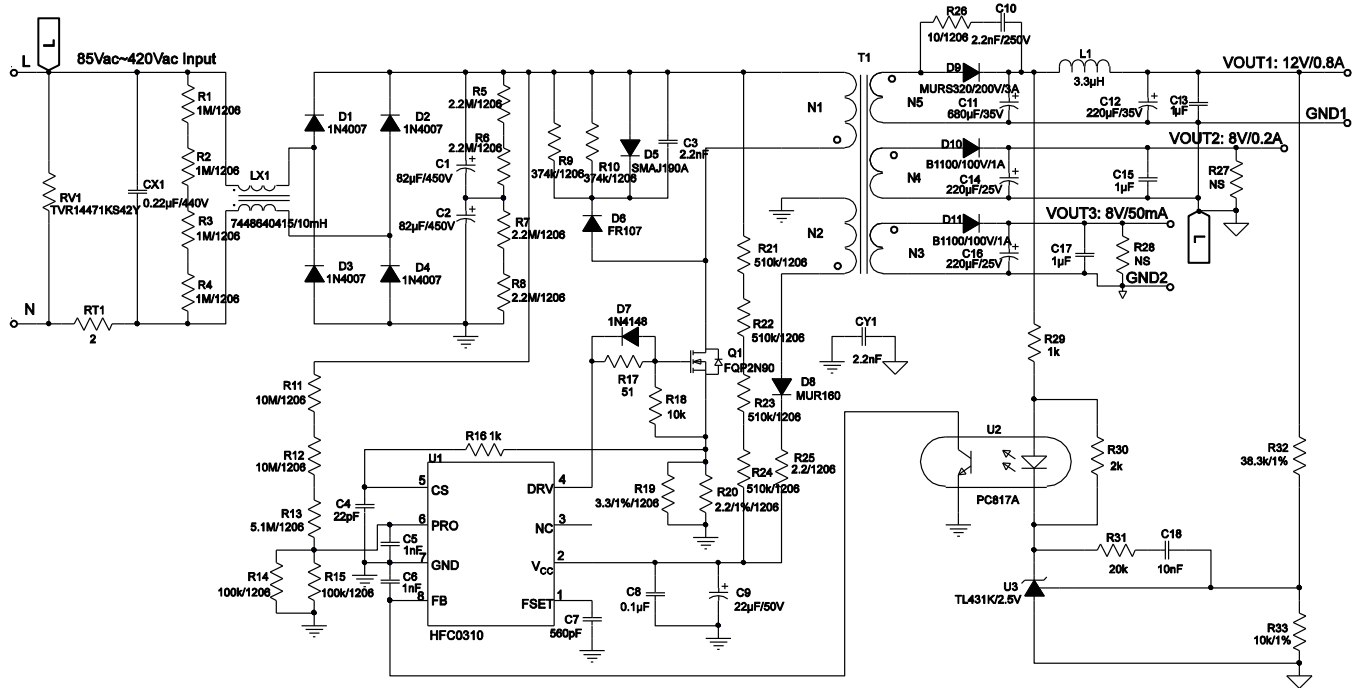 L
L
85Vac~420Vac Input
R1
1M/1206
R2
1M/1206
R3
1M/1206
R4
1M/1206
RV1
TVR14471KS42Y
CX1
0.22µF/440V
LX1
7448640415/10mH
N
RT1
2
D1
1N4007
D2
1N4007
D3
1N4007
D4
1N4007
C1
82µF/450V
C2
82µF/450V
R5
2.2M/1206
R6
2.2M/1206
R7
2.2M/1206
R8
2.2M/1206
R9
374k/1206
R10
374k/1206
D5
SMAJ190A
C3
2.2nF
D6
FR107
T1
N1
N2
N5
N4
N3
R26
10/1206
C10
2.2nF/250V
D9
MURS320/200V/3A
C11
680µF/35V
L1
3.3µH
C12
220µF/35V
C13
1µF
VOUT1: 12V/0.8A
GND1
D10
B1100/100V/1A
C14
220µF/25V
C15
1µF
VOUT2: 8V/0.2A
R27
NS
D11
B1100/100V/1A
C16
220µF/25V
C17
1µF
VOUT3: 8V/50mA
R28
NS
GND2
L
R21
510k/1206
R22
510k/1206
R23
510k/1206
R24
510k/1206
D7
1N4148
R17
51
R18
10k
Q1
FQP2N90
D8
MUR160
R25
2.2/1206
CY1
2.2nF
R29
1k
R30
2k
U2
PC817A
R32
38.3k/1%
R31
20k
C18
10nF
U3
TL431K/2.5V
R33
10k/1%
R11
10M/1206
R12
10M/1206
R13
5.1M/1206
R14
100k/1206
R15
100k/1206
R16 1k
C4
22pF
C5
1nF
C6
1nF
U1
5
CS
6
PRO
7
GND
8
FB
DRV
4
NC
3
VCC
2
FSET
1
HFC0310
R19
3.3/1%/1206
R20
2.2/1%/1206
C7
560pF
C8
0.1µF
C9
22µF/50V